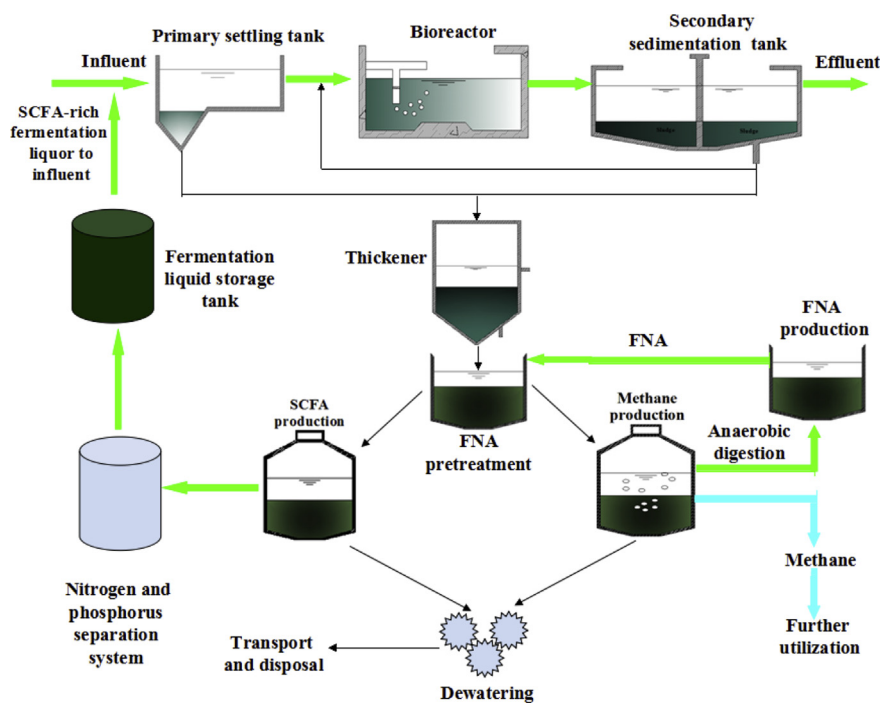 Primary settling tank
Bioreactor
Secondary
sedimentation tank
Influent
Effluent
SCFA-rich
fermentation
liquor to
influent
Sludge
Sludge
Thickener
Fermentation
liquid storage
tank
FNA
production
FNA
SCFA
production
Methane
production
FNA
pretreatment
Anaerobic
digestion
Methane
Nitrogen and
phosphorus
separation
system
Further
utilization
Transport
and disposal
Dewatering